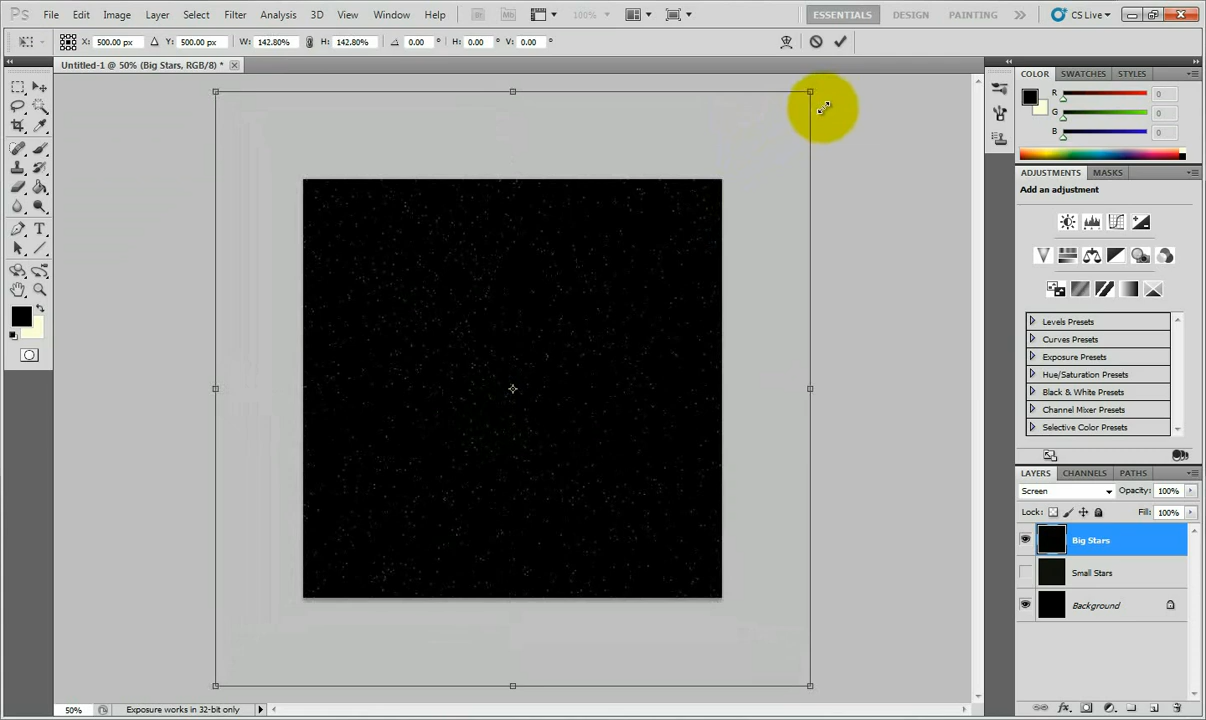 Ps File Edit Image Layer Select Filter Analysis 3D View Window Help Br Mb 100% ESSENTIALS DESIGN PAINTING CS Live
X: 500.00 px Y: 500.00 px W: 142.80% H: 142.80% 0.00 ° H: 0.00 ° V: 0.00 °
Untitled-1 @ 50% (Big Stars, RGB/8) *
COLOR SWATCHES STYLES
R 0
G 0
B 0
ADJUSTMENTS MASKS
Add an adjustment
Levels Presets
Curves Presets
Exposure Presets
Hue/Saturation Presets
Black & White Presets
Channel Mixer Presets
Selective Color Presets
LAYERS CHANNELS PATHS
Screen Opacity: 100%
Lock: Fill: 100%
Big Stars
Small Stars
Background
50% Exposure works in 32-bit only